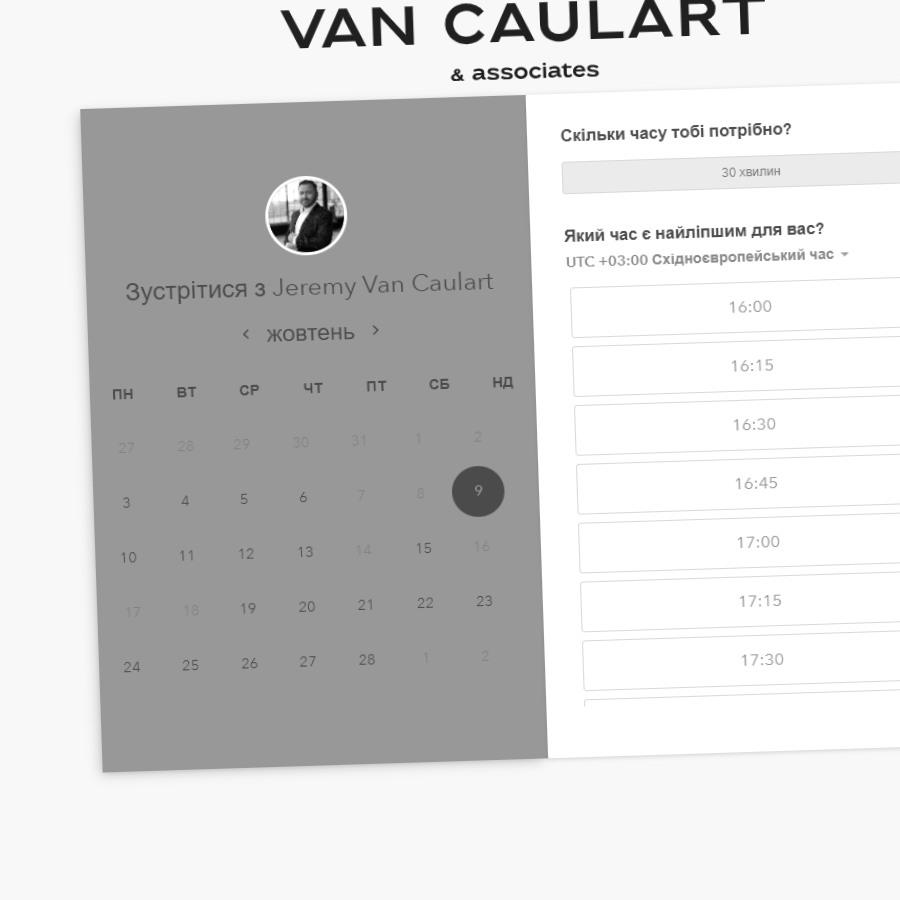 VAN CAULART
& associates
Зустрітися з Jeremy Van Caulart
‹ жовтень ›
ПН ВТ СР ЧТ ПТ СБ НД
27 28 29 30 31 1 2
3 4 5 6 7 8 9
10 11 12 13 14 15 16
17 18 19 20 21 22 23
24 25 26 27 28 1 2
Скільки часу тобі потрібно?
30 хвилин
Який час є найліпшим для вас?
UTC +03:00 Східноєвропейський час
16:00
16:15
16:30
16:45
17:00
17:15
17:30